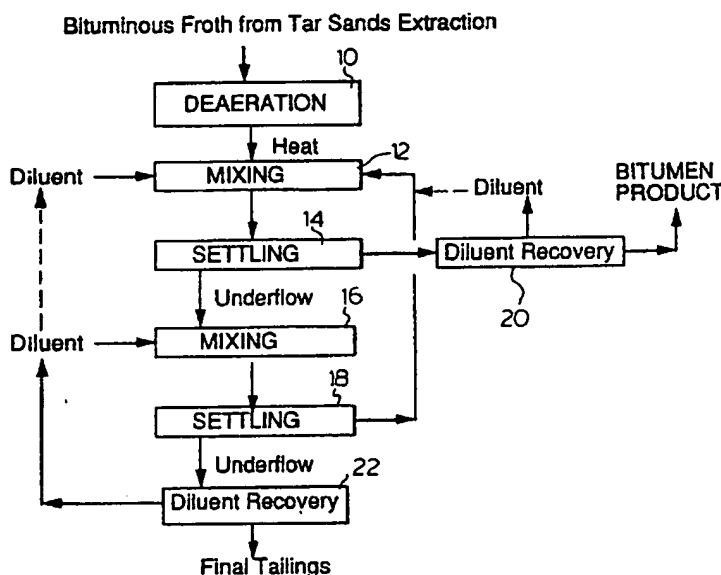 Bituminous Froth from Tar Sands Extraction
10
DEAERATION
Heat
12
Diluent
MIXING
Diluent
BITUMEN
PRODUCT
14
SETTLING
Diluent Recovery
20
Underflow
16
Diluent
MIXING
18
SETTLING
Underflow
22
Diluent Recovery
Final Tailings